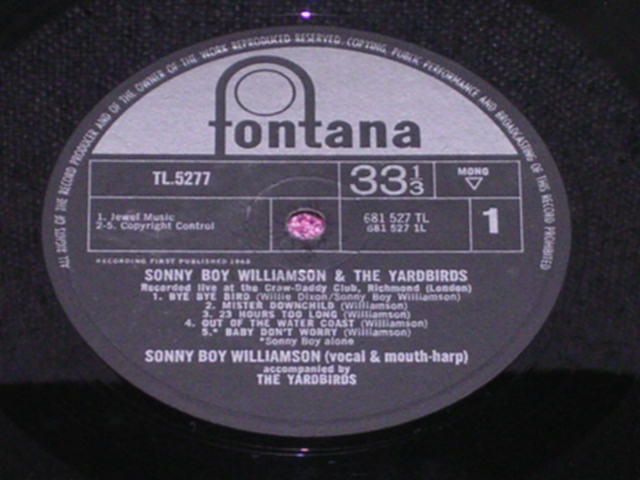 ALL RIGHTS OF THE RECORD PRODUCER AND OF THE OWNER OF THE WORK REPRODUCED RESERVED. COPYING, PUBLIC PERFORMANCE AND BROADCASTING OF THIS RECORD PROHIBITED
fontana
TL.5277
33 1/3
MONO
1. Jewel Music
2-5. Copyright Control
681 527 TL
681 527 1L
1
RECORDING FIRST PUBLISHED
SONNY BOY WILLIAMSON & THE YARDBIRDS
Recorded live at the Craw-Daddy Club, Richmond (London)
1. BYE BYE BIRD (Willie Dixon/Sonny Boy Williamson)
2. MISTER DOWNCHILD (Williamson)
3. 23 HOURS TOO LONG (Williamson)
4. OUT OF THE WATER COAST (Williamson)
5.* BABY DON'T WORRY (Williamson)
*Sonny Boy alone
SONNY BOY WILLIAMSON (vocal & mouth-harp)
accompanied by
THE YARDBIRDS